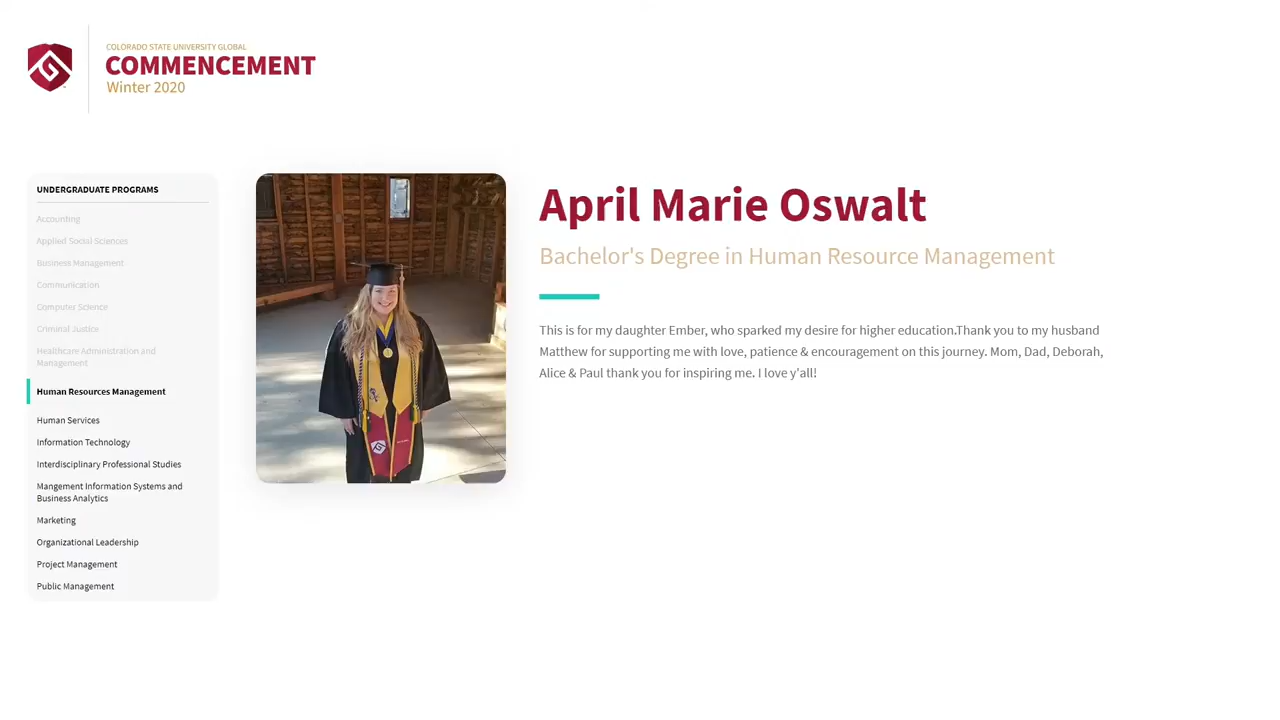 COLORADO STATE UNIVERSITY GLOBAL
COMMENCEMENT
Winter 2020
UNDERGRADUATE PROGRAMS
Accounting
Applied Social Sciences
Business Management
Communication
Computer Science
Criminal Justice
Healthcare Administration and
Management
Human Resources Management
Human Services
Information Technology
Interdisciplinary Professional Studies
Mangement Information Systems and
Business Analytics
Marketing
Organizational Leadership
Project Management
Public Management
April Marie Oswalt
Bachelor's Degree in Human Resource Management
This is for my daughter Ember, who sparked my desire for higher education.Thank you to my husband
Matthew for supporting me with love, patience & encouragement on this journey. Mom, Dad, Deborah,
Alice & Paul thank you for inspiring me. I love y'all!